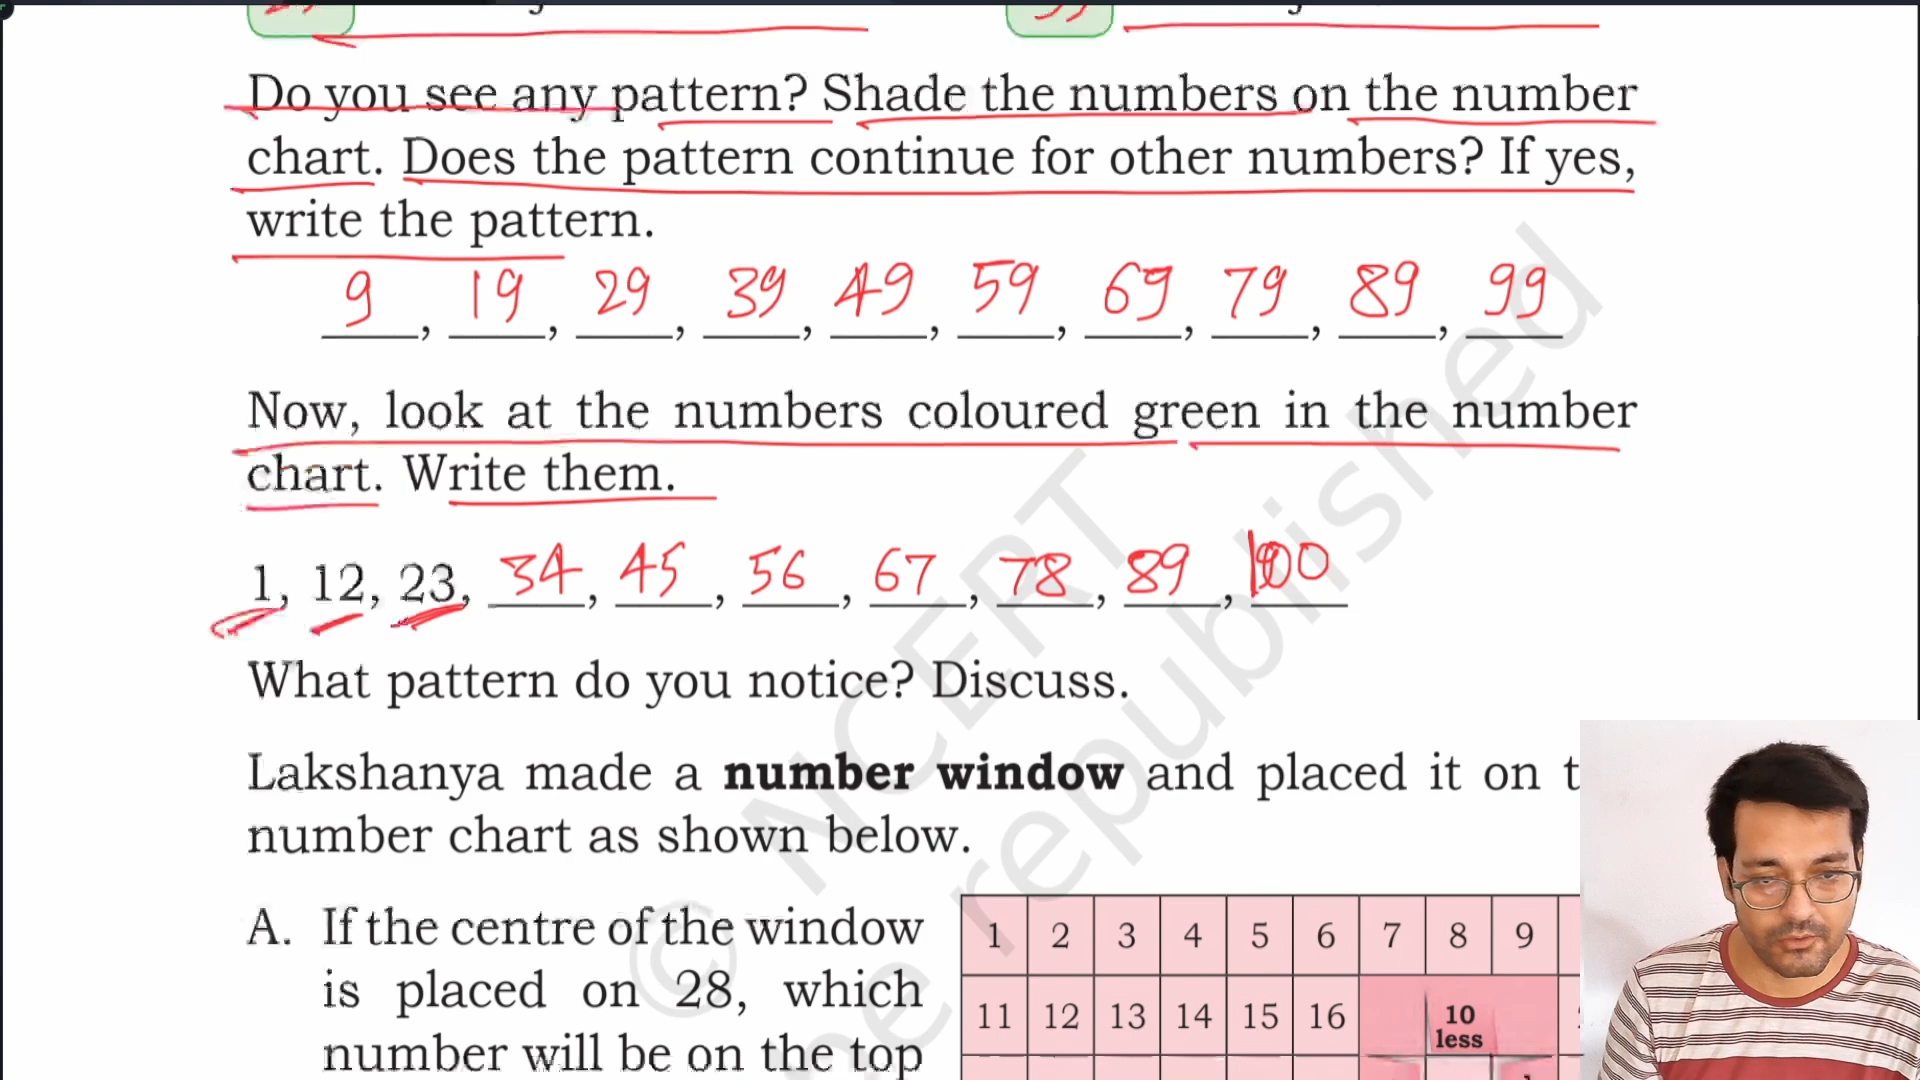 Do you see any pattern? Shade the numbers on the number
chart. Does the pattern continue for other numbers? If yes,
write the pattern.
9, 19, 29, 39, 49, 59, 69, 79, 89, 99
Now, look at the numbers coloured green in the number
chart. Write them.
1, 12, 23, 34, 45, 56, 67, 78, 89, 100
What pattern do you notice? Discuss.
Lakshanya made a number window and placed it on
number chart as shown below.
A. If the centre of the window
is placed on 28, which
number will be on the top
1 2 3 4 5 6 7 8 9
11 12 13 14 15 16 10
less
© NCERT
be republished